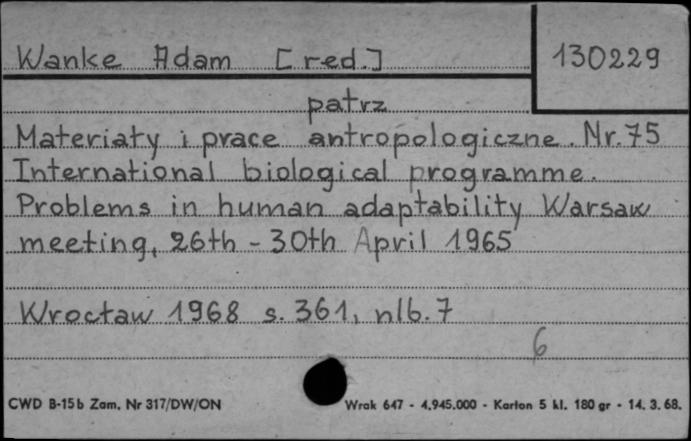 Wanke Adam [red.]
130229
patrz
Materiały i prace antropologiczne. Nr. 75
International biological programme.
Problems in human adaptability Warsaw
meeting, 26th - 30th April 1965
Wrocław 1968 s. 361, nlb. 7
6
CWD B-15b Zam. Nr 317/DW/ON
Wrak 647 - 4.945.000 - Karton 5 kl. 180 gr - 14. 3. 68.